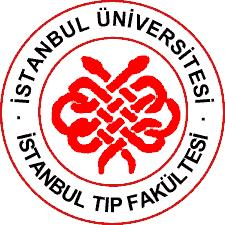 İSTANBUL ÜNİVERSİTESİ
İSTANBUL TIP FAKÜLTESİ